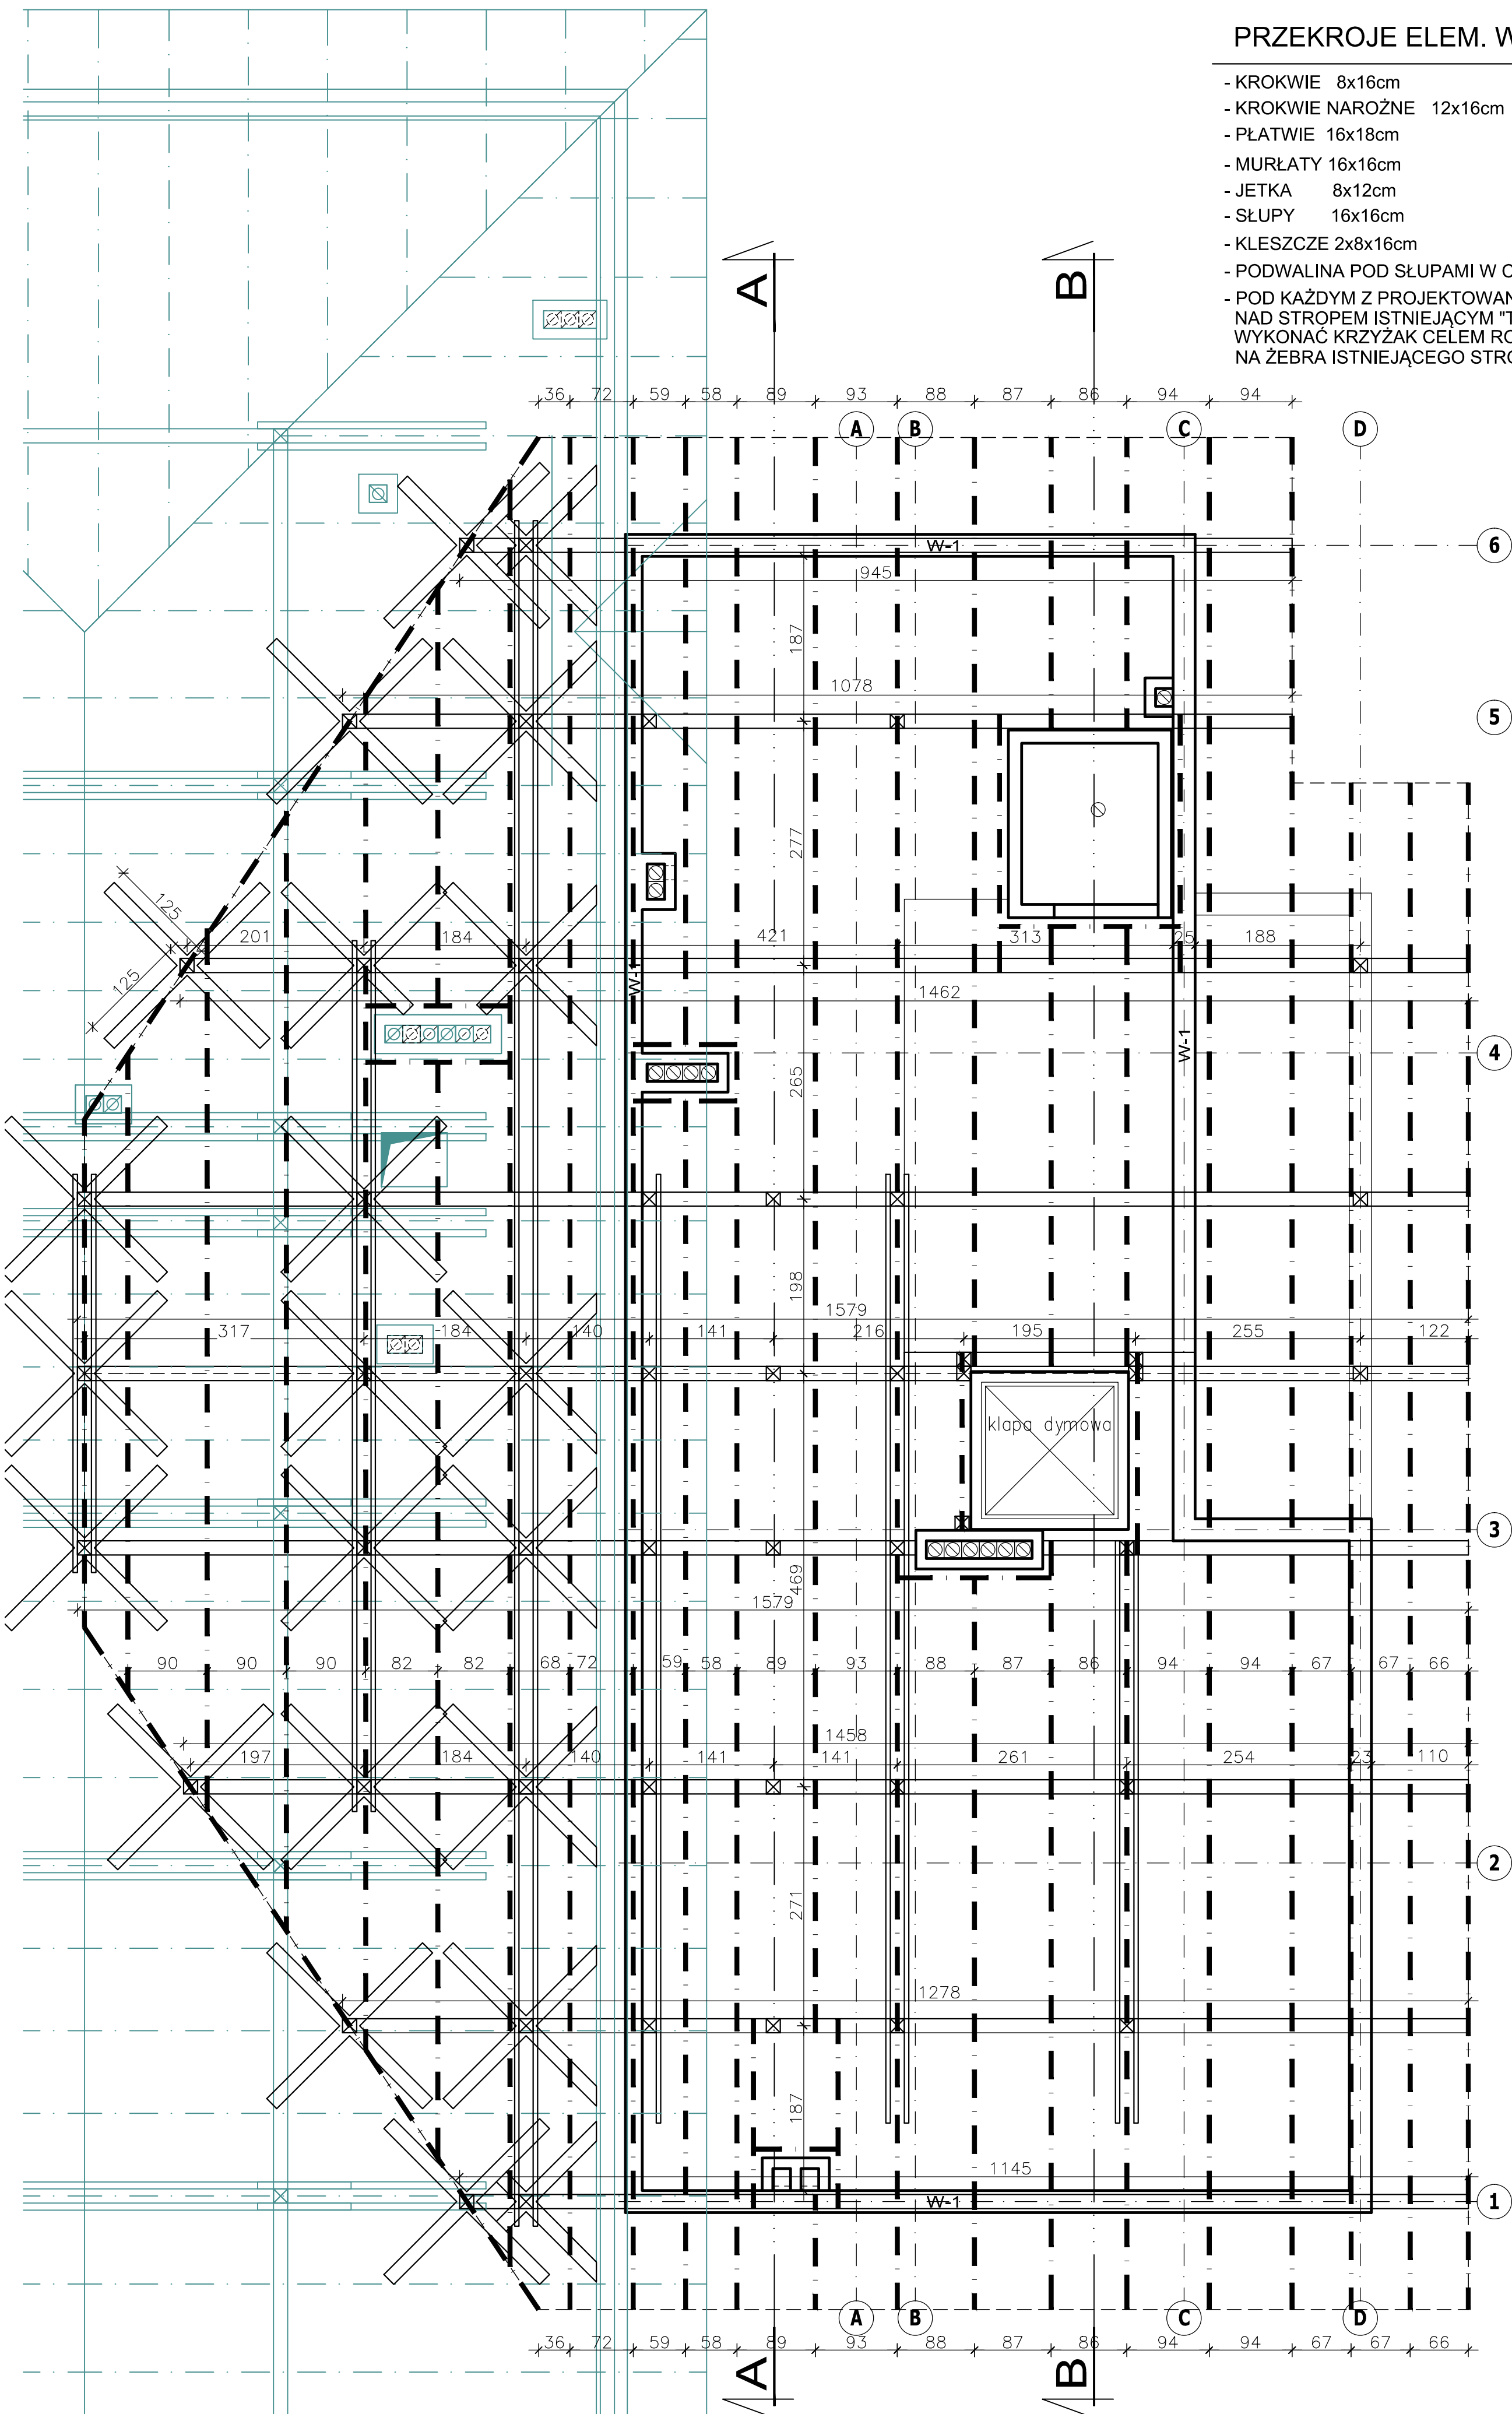 PRZEKROJE ELEM. W
- KROKWIE 8x16cm
- KROKWIE NAROŻNE 12x16cm
- PŁATWIE 16x18cm
- MURŁATY 16x16cm
- JETKA 8x12cm
- SŁUPY 16x16cm
- KLESZCZE 2x8x16cm
- PODWALINA POD SŁUPAMI W
- POD KAŻDYM Z
NAD STROPEM ISTNIEJĄCYM
WYKONAĆ KRZYŻAK CELEM
NA ŻEBRA ISTNIEJĄCEGO
A B
36 72 59 58 89 93 88 87 86 94 94
A B C D
6
W-1
945
187
1078
5
277
125
201 184 421 313 25 188
125
1462
W-1
W-1
4
265
198
1579
317 184 140 141 216 195 255 122
klapa dymowa
3
469
1579
90 90 90 82 82 68 72 59 58 89 93 88 87 86 94 94 67 67 66
1458
197 184 140 141 141 261 254 23 110
2
271
1278
187
1145
W-1
1
A B C D
36 72 59 58 89 93 88 87 86 94 94 67 67 66
A B